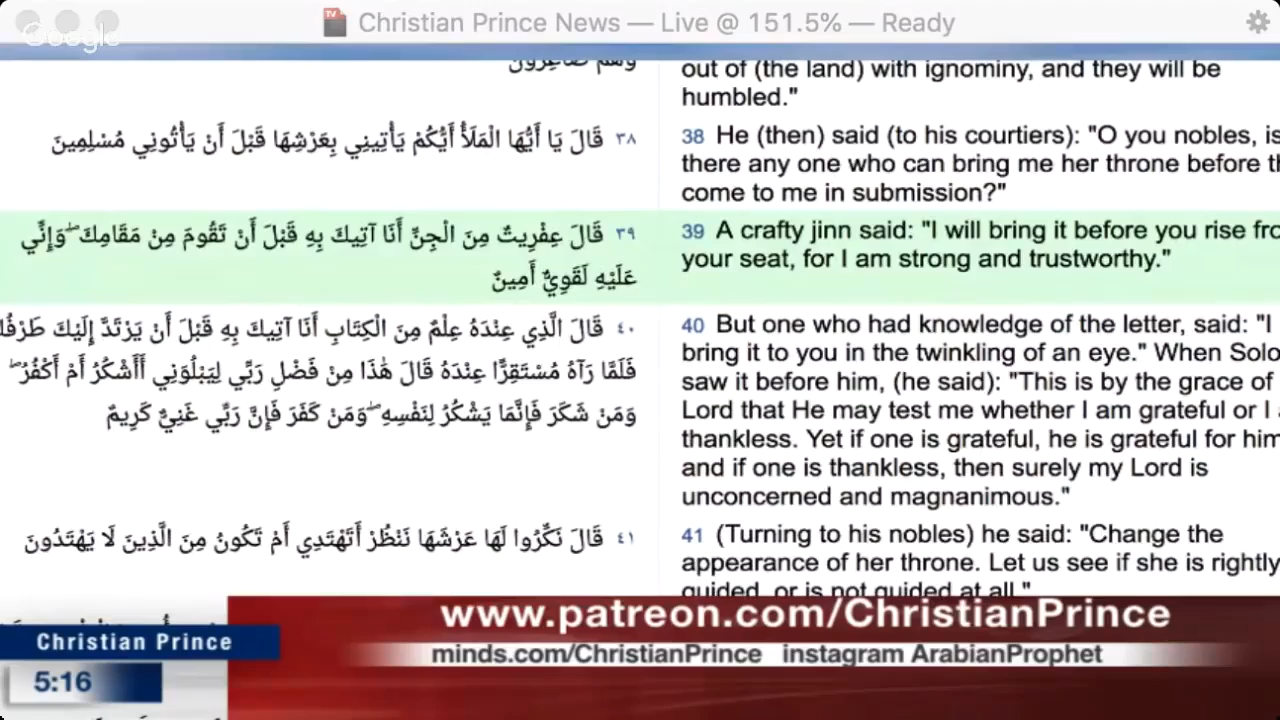 Christian Prince News — Live @ 151.5% — Ready
Google
وَهُمْ صَاغِرُونَ
out of (the land) with ignominy, and they will be
humbled."
٣٨ قَالَ يَا أَيُّهَا الْمَلَأُ أَيُّكُمْ يَأْتِينِي بِعَرْشِهَا قَبْلَ أَنْ يَأْتُونِي مُسْلِمِينَ
38 He (then) said (to his courtiers): "O you nobles, is
there any one who can bring me her throne before
come to me in submission?"
٣٩ قَالَ عِفْرِيتٌ مِنَ الْجِنِّ أَنَا آتِيكَ بِهِ قَبْلَ أَنْ تَقُومَ مِنْ مَقَامِكَ ۖ وَإِنِّي
عَلَيْهِ لَقَوِيٌّ أَمِينٌ
39 A crafty jinn said: "I will bring it before you rise
your seat, for I am strong and trustworthy."
٤٠ قَالَ الَّذِي عِنْدَهُ عِلْمٌ مِنَ الْكِتَابِ أَنَا آتِيكَ بِهِ قَبْلَ أَنْ يَرْتَدَّ إِلَيْكَ
فَلَمَّا رَآهُ مُسْتَقِرًّا عِنْدَهُ قَالَ هَٰذَا مِنْ فَضْلِ رَبِّي لِيَبْلُوَنِي أَأَشْكُرُ أَمْ أَكْفُرُ ۖ
وَمَنْ شَكَرَ فَإِنَّمَا يَشْكُرُ لِنَفْسِهِ ۖ وَمَنْ كَفَرَ فَإِنَّ رَبِّي غَنِيٌّ كَرِيمٌ
40 But one who had knowledge of the letter, said: "I
bring it to you in the twinkling of an eye." When
saw it before him, (he said): "This is by the grace of
Lord that He may test me whether I am grateful or I
thankless. Yet if one is grateful, he is grateful for
and if one is thankless, then surely my Lord is
unconcerned and magnanimous."
٤١ قَالَ نَكِّرُوا لَهَا عَرْشَهَا نَنْظُرْ أَتَهْتَدِي أَمْ تَكُونُ مِنَ الَّذِينَ لَا يَهْتَدُونَ
41 (Turning to his nobles) he said: "Change the
appearance of her throne. Let us see if she is rightly
guided, or is not guided at all."
www.patreon.com/ChristianPrince
Christian Prince
minds.com/ChristianPrince instagram ArabianProphet
5:16